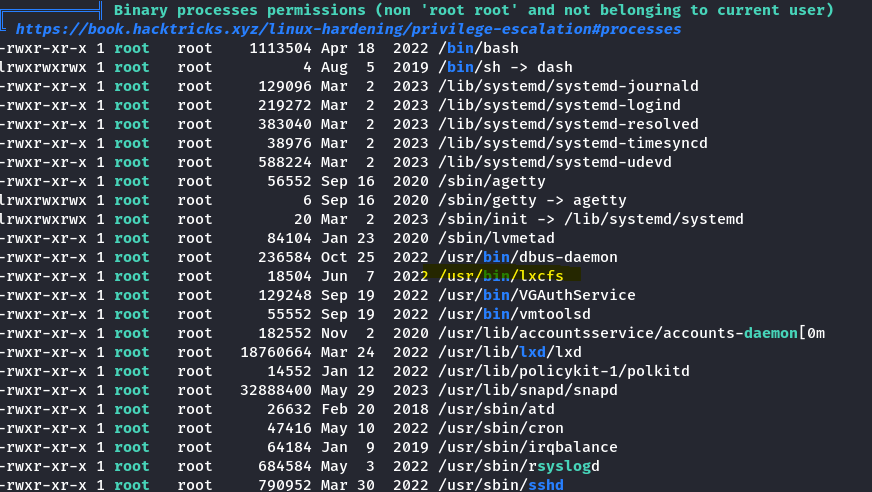 ╣ Binary processes permissions (non 'root root' and not belonging to current user)
╚ https://book.hacktricks.xyz/linux-hardening/privilege-escalation#processes
-rwxr-xr-x 1 root   root    1113504 Apr 18  2022 /bin/bash
lrwxrwxrwx 1 root   root          4 Aug  5  2019 /bin/sh -> dash
-rwxr-xr-x 1 root   root     129096 Mar  2  2023 /lib/systemd/systemd-journald
-rwxr-xr-x 1 root   root     219272 Mar  2  2023 /lib/systemd/systemd-logind
-rwxr-xr-x 1 root   root     383040 Mar  2  2023 /lib/systemd/systemd-resolved
-rwxr-xr-x 1 root   root      38976 Mar  2  2023 /lib/systemd/systemd-timesyncd
-rwxr-xr-x 1 root   root     588224 Mar  2  2023 /lib/systemd/systemd-udevd
-rwxr-xr-x 1 root   root      56552 Sep 16  2020 /sbin/agetty
lrwxrwxrwx 1 root   root          6 Sep 16  2020 /sbin/getty -> agetty
lrwxrwxrwx 1 root   root         20 Mar  2  2023 /sbin/init -> /lib/systemd/systemd
-rwxr-xr-x 1 root   root      84104 Jan 23  2020 /sbin/lvmetad
-rwxr-xr-x 1 root   root     236584 Oct 25  2022 /usr/bin/dbus-daemon
-rwxr-xr-x 1 root   root      18504 Jun  7  2022 /usr/bin/lxcfs
-rwxr-xr-x 1 root   root     129248 Sep 19  2022 /usr/bin/VGAuthService
-rwxr-xr-x 1 root   root      55552 Sep 19  2022 /usr/bin/vmtoolsd
-rwxr-xr-x 1 root   root     182552 Nov  2  2020 /usr/lib/accountsservice/accounts-daemon[0m
-rwxr-xr-x 1 root   root   18760664 Mar 24  2022 /usr/lib/lxd/lxd
-rwxr-xr-x 1 root   root      14552 Jan 12  2022 /usr/lib/policykit-1/polkitd
-rwxr-xr-x 1 root   root   32888400 May 29  2023 /usr/lib/snapd/snapd
-rwxr-xr-x 1 root   root      26632 Feb 20  2018 /usr/sbin/atd
-rwxr-xr-x 1 root   root      47416 May 10  2022 /usr/sbin/cron
-rwxr-xr-x 1 root   root      64184 Jan  9  2019 /usr/sbin/irqbalance
-rwxr-xr-x 1 root   root     684584 May  3  2022 /usr/sbin/rsyslogd
-rwxr-xr-x 1 root   root     790952 Mar 30  2022 /usr/sbin/sshd